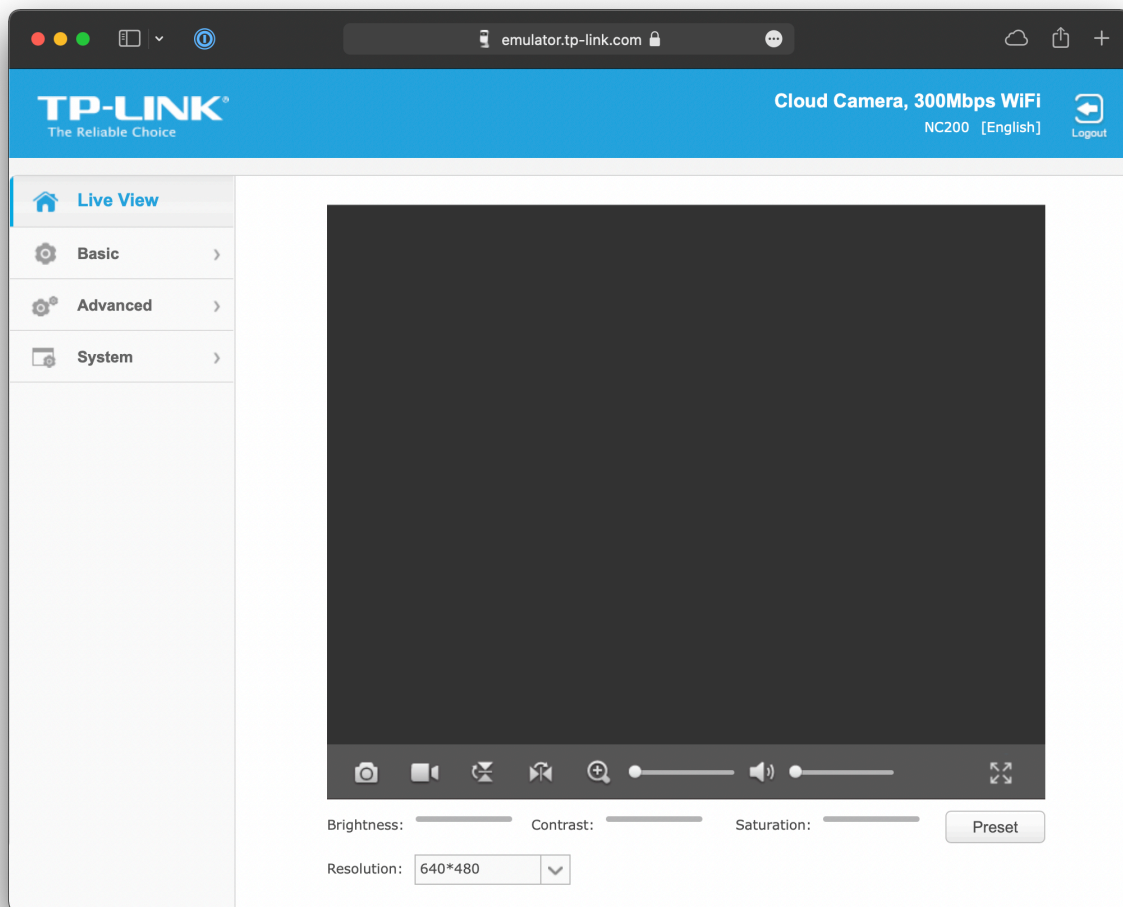 emulator.tp-link.com
TP-LINK®
The Reliable Choice
Cloud Camera, 300Mbps WiFi
NC200 [English]
Logout
Live View
Basic
Advanced
System
Brightness:
Contrast:
Saturation:
Preset
Resolution:
640*480